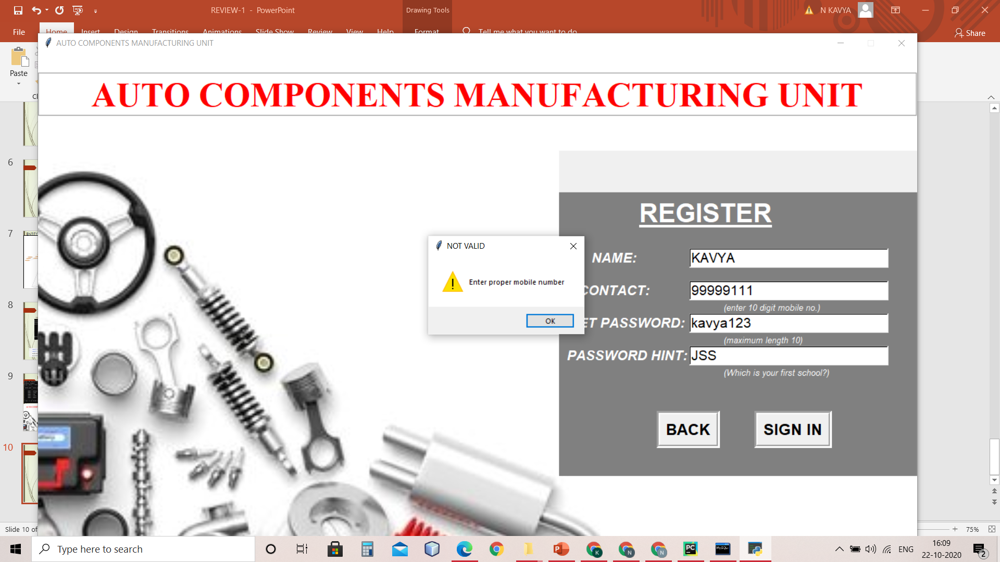 REVIEW-1 - PowerPoint
Drawing Tools
N KAVYA
File Home Insert Design Transitions Animations Slide Show Review View Help Format Tell me what you want to do
Share
AUTO COMPONENTS MANUFACTURING UNIT
Paste
Cl
AUTO COMPONENTS MANUFACTURING UNIT
6
7
ENTITY
8
9
10
REGISTER
NOT VALID
Enter proper mobile number
OK
NAME: KAVYA
CONTACT: 99999111
(enter 10 digit mobile no.)
ET PASSWORD: kavya123
(maximum length 10)
PASSWORD HINT: JSS
(Which is your first school?)
BACK SIGN IN
Slide 10 of
75%
Type here to search
K
N
N
PC
MySQL
ENG
16:09
22-10-2020
2